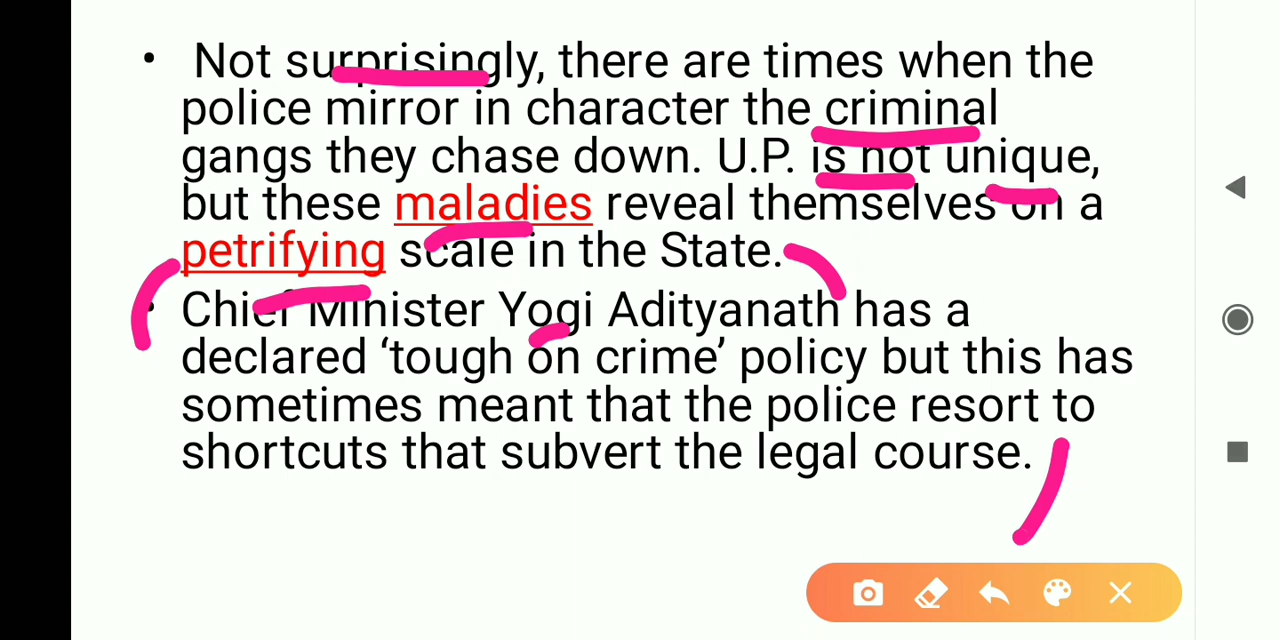 • Not surprisingly, there are times when the
police mirror in character the criminal
gangs they chase down. U.P. is not unique,
but these maladies reveal themselves on a
petrifying scale in the State.
• Chief Minister Yogi Adityanath has a
declared ‘tough on crime’ policy but this has
sometimes meant that the police resort to
shortcuts that subvert the legal course.